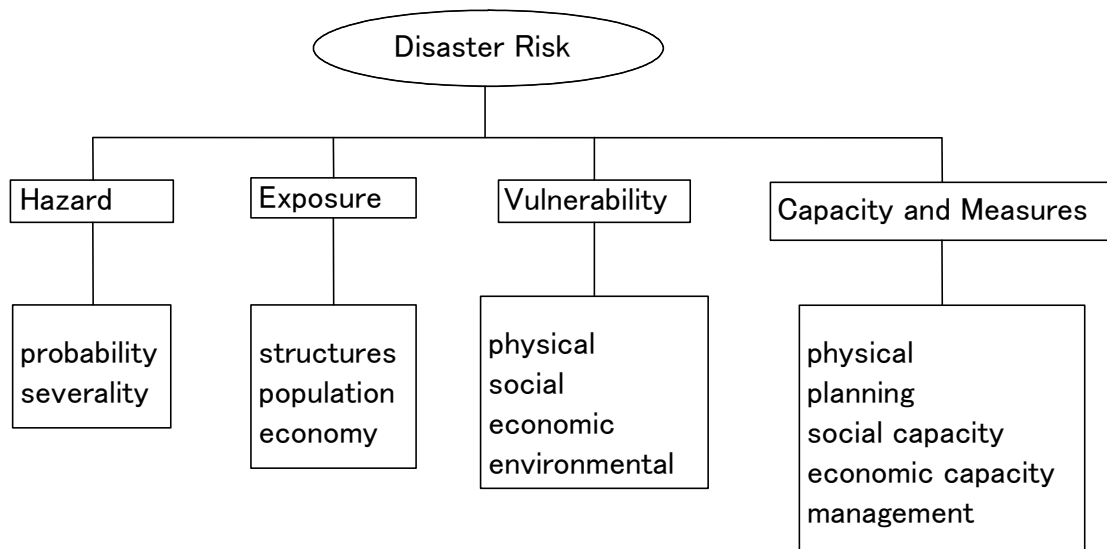 Disaster Risk
Hazard
Exposure
Vulnerability
Capacity and Measures
probability
severality
structures
population
economy
physical
social
economic
environmental
physical
planning
social capacity
economic capacity
management